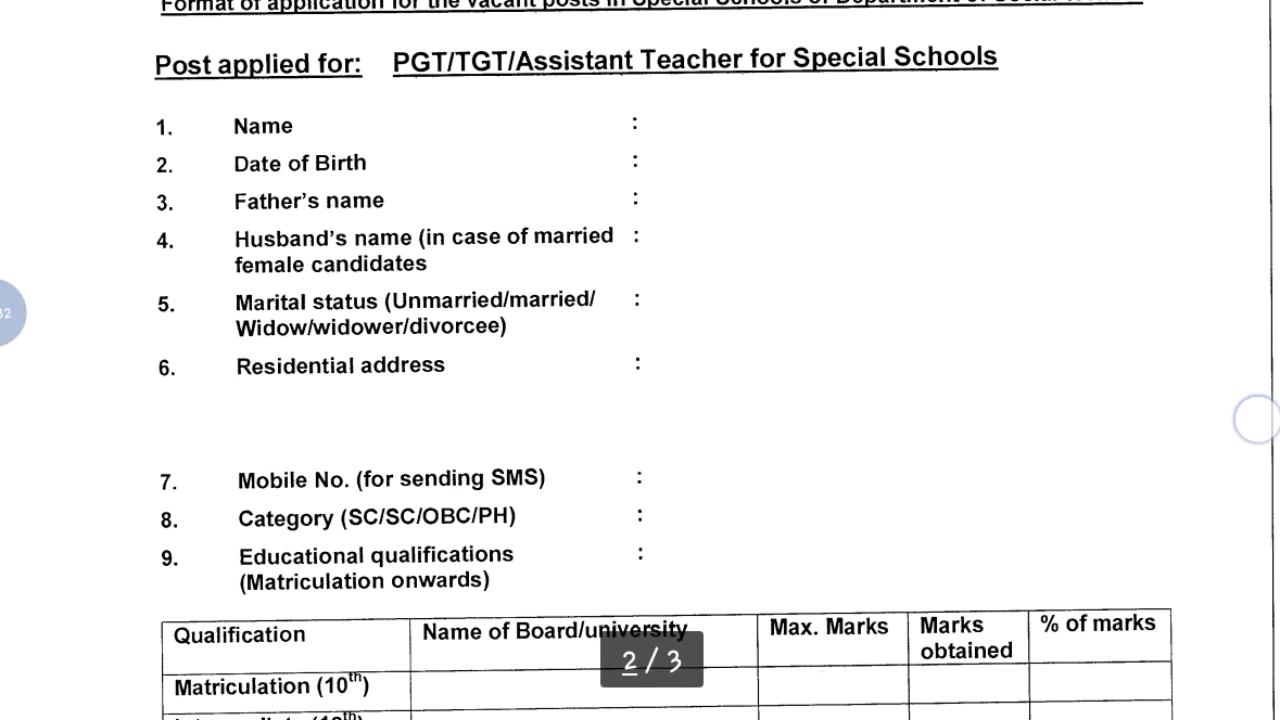 Format of application for the vacant posts in Special Schools of Department of Social
Post applied for: PGT/TGT/Assistant Teacher for Special Schools
1. Name :
2. Date of Birth :
3. Father's name :
4. Husband's name (in case of married :
female candidates
5. Marital status (Unmarried/married/ :
Widow/widower/divorcee)
32
6. Residential address :
7. Mobile No. (for sending SMS) :
8. Category (SC/SC/OBC/PH) :
9. Educational qualifications :
(Matriculation onwards)
Qualification Name of Board/university Max. Marks Marks % of marks
obtained
2 / 3
Matriculation (10th)